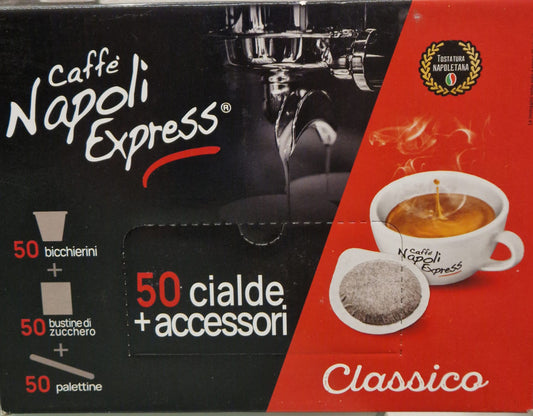 Caffè
Napoli
Express®
TOSTATURA
NAPOLETANA
50 bicchierini
+
50 bustine di
zucchero
+
50 palettine
50 cialde
+ accessori
Caffè
Napoli
Express
Classico